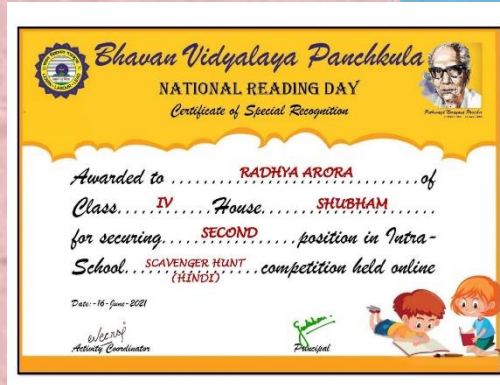 Bhavan Vidyalaya Panchkula
NATIONAL READING DAY
Certificate of Special Recognition
Awarded to ..........RADHYA ARORA..............of
Class.....IV.....House.......SHUBHAM.......
for securing.......SECOND......position in Intra-
School...SCAVENGER HUNT (HINDI)...competition held online
Date:-16-June-2021
Activity Coordinator
Principal